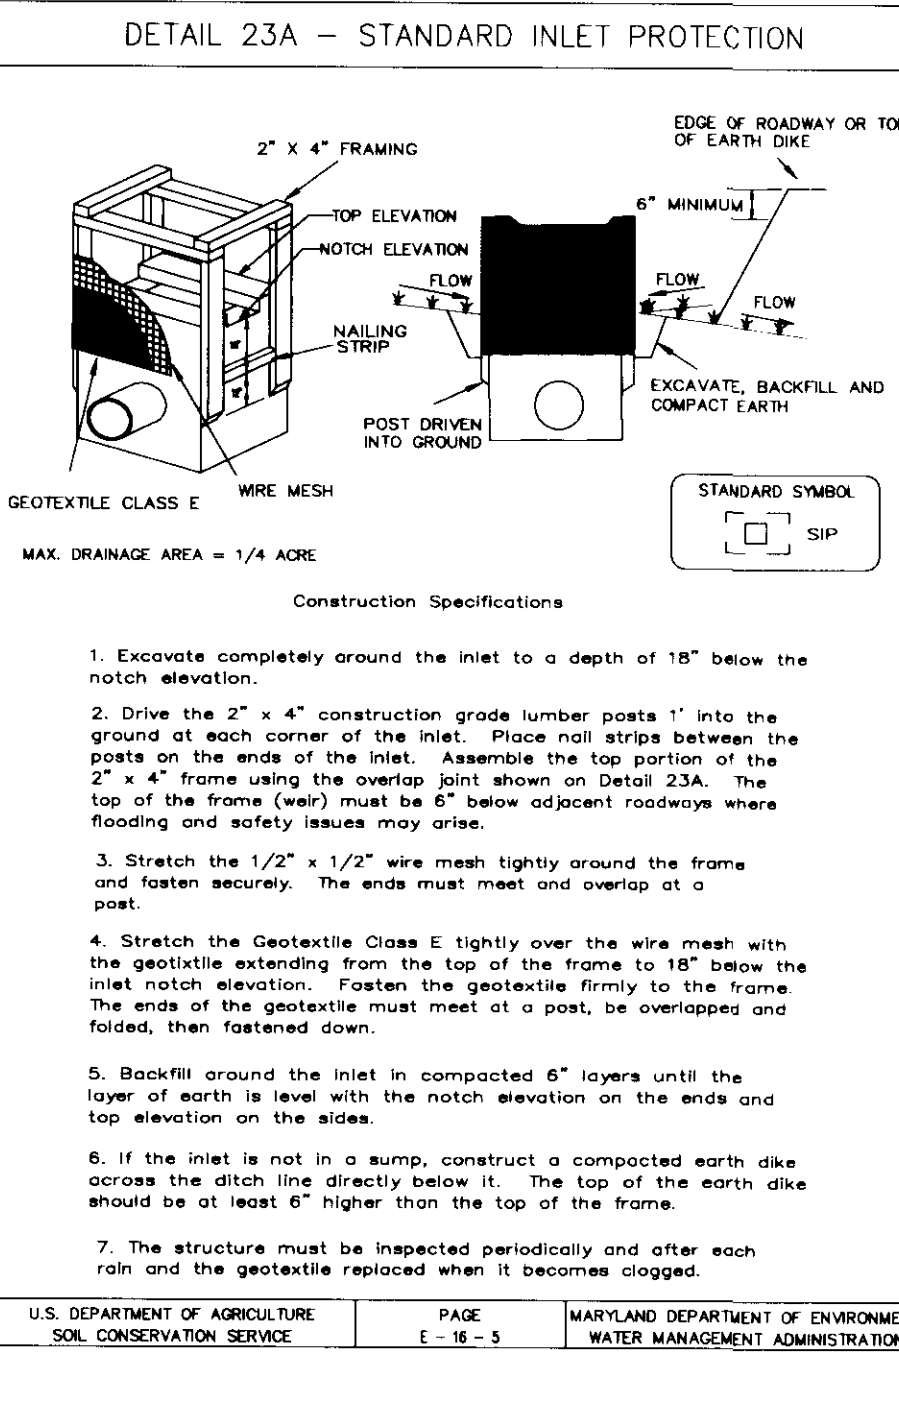 DETAIL 23A – STANDARD INLET PROTECTION
EDGE OF ROADWAY OR TO
OF EARTH DIKE
2" X 4" FRAMING
6" MINIMUM
TOP ELEVATION
NOTCH ELEVATION
FLOW
FLOW
FLOW
NAILING
STRIP
EXCAVATE, BACKFILL AND
COMPACT EARTH
POST DRIVEN
INTO GROUND
WIRE MESH
GEOTEXTILE CLASS E
STANDARD SYMBOL
SIP
MAX. DRAINAGE AREA = 1/4 ACRE
Construction Specifications
1. Excavate completely around the inlet to a depth of 18" below the
notch elevation.
2. Drive the 2" x 4" construction grade lumber posts 1' into the
ground at each corner of the inlet. Place nail strips between the
posts on the ends of the inlet. Assemble the top portion of the
2" x 4" frame using the overlap joint shown on Detail 23A. The
top of the frame (weir) must be 6" below adjacent roadways where
flooding and safety issues may arise.
3. Stretch the 1/2" x 1/2" wire mesh tightly around the frame
and fasten securely. The ends must meet and overlap at a
post.
4. Stretch the Geotextile Class E tightly over the wire mesh with
the geotixtile extending from the top of the frame to 18" below the
inlet notch elevation. Fasten the geotextile firmly to the frame.
The ends of the geotextile must meet at a post, be overlapped and
folded, then fastened down.
5. Backfill around the inlet in compacted 6" layers until the
layer of earth is level with the notch elevation on the ends and
top elevation on the sides.
6. If the inlet is not in a sump, construct a compacted earth dike
across the ditch line directly below it. The top of the earth dike
should be at least 6" higher than the top of the frame.
7. The structure must be inspected periodically and after each
rain and the geotextile replaced when it becomes clogged.
U.S. DEPARTMENT OF AGRICULTURE
SOIL CONSERVATION SERVICE
PAGE
E – 16 – 5
MARYLAND DEPARTMENT OF ENVIRONME
WATER MANAGEMENT ADMINISTRATION